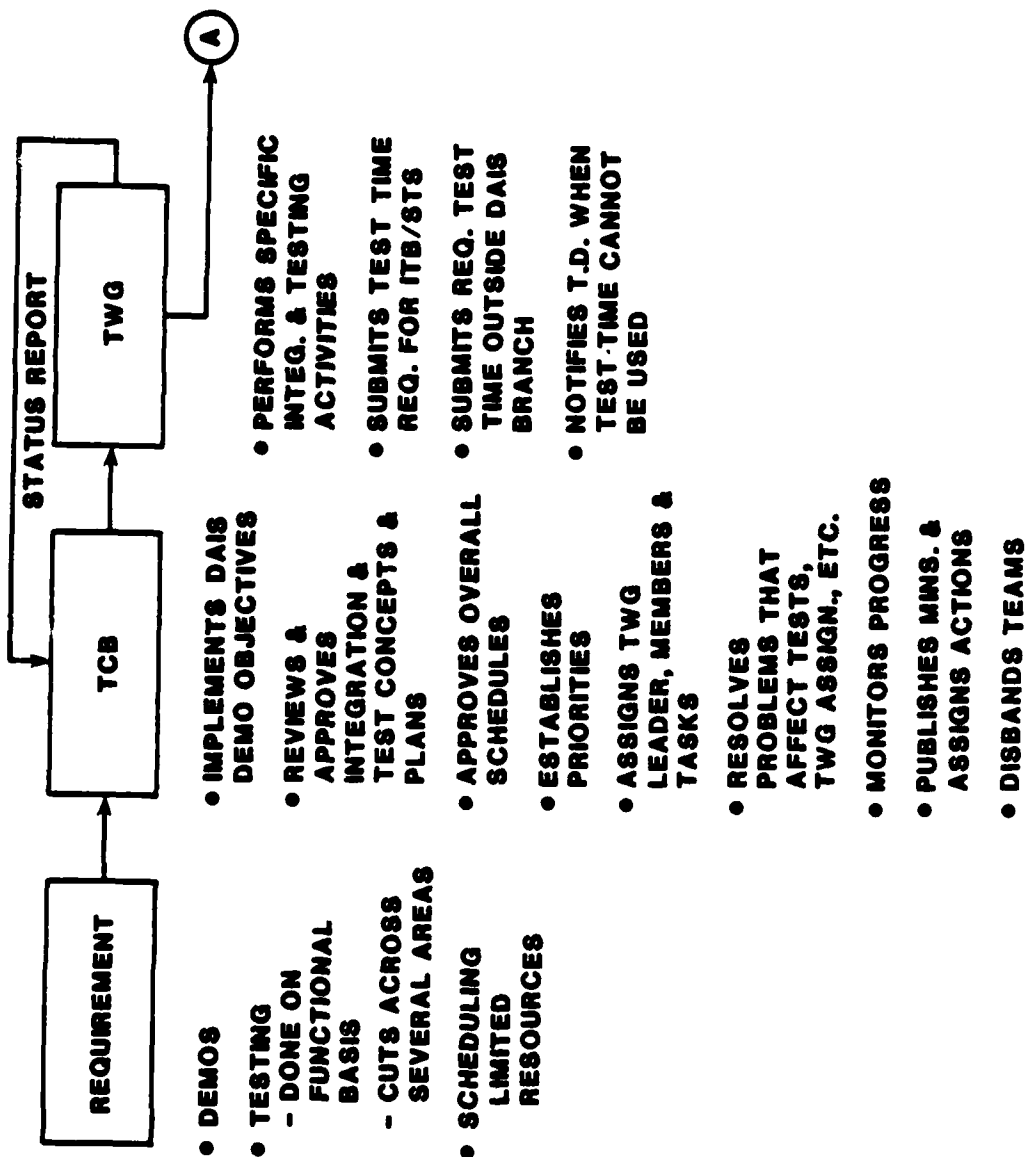 STATUS REPORT
REQUIREMENT
TCB
TWG
A
• DEMOS
• TESTING
– DONE ON
FUNCTIONAL
BASIS
– CUTS ACROSS
SEVERAL AREAS
• SCHEDULING
LIMITED
RESOURCES
• IMPLEMENTS DAIS
DEMO OBJECTIVES
• REVIEWS &
APPROVES
INTEGRATION &
TEST CONCEPTS &
PLANS
• APPROVES OVERALL
SCHEDULES
• ESTABLISHES
PRIORITIES
• ASSIGNS TWG
LEADER, MEMBERS &
TASKS
• RESOLVES
PROBLEMS THAT
AFFECT TESTS,
TWG ASSIGN., ETC.
• MONITORS PROGRESS
• PUBLISHES MINS. &
ASSIGNS ACTIONS
• DISBANDS TEAMS
• PERFORMS SPECIFIC
INTEG. & TESTING
ACTIVITIES
• SUBMITS TEST TIME
REQ. FOR ITB/STS
• SUBMITS REQ. TEST
TIME OUTSIDE DAIS
BRANCH
• NOTIFIES T.D. WHEN
TEST-TIME CANNOT
BE USED